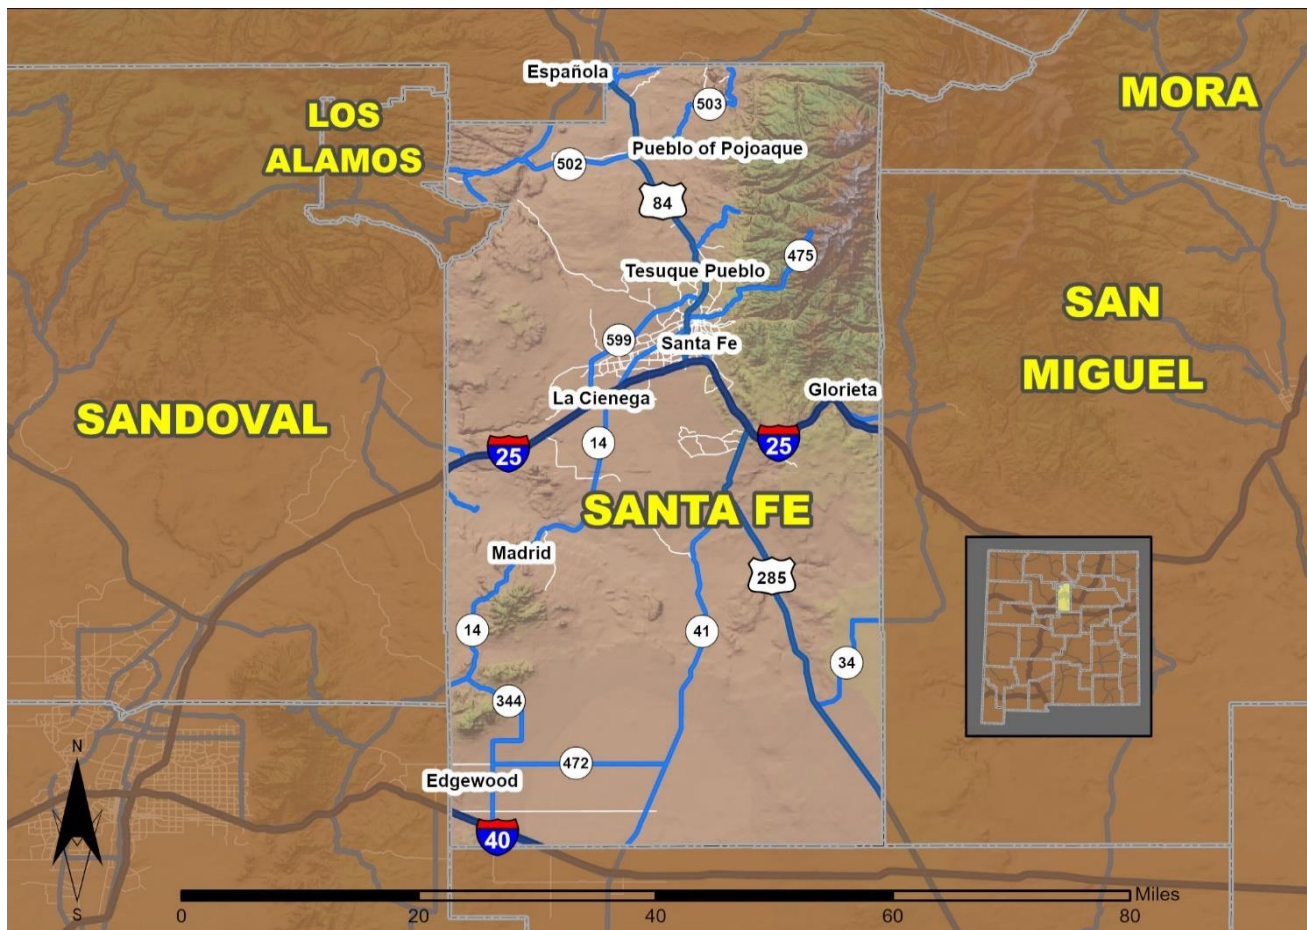 Española
503
MORA
LOS
ALAMOS
Pueblo of Pojoaque
502
84
475
Tesuque Pueblo
SAN
MIGUEL
599
Santa Fe
Glorieta
La Cienega
SANDOVAL
14
25
25
SANTA FE
Madrid
285
14
41
34
344
472
Edgewood
40
N
S
Miles
0 20 40 60 80